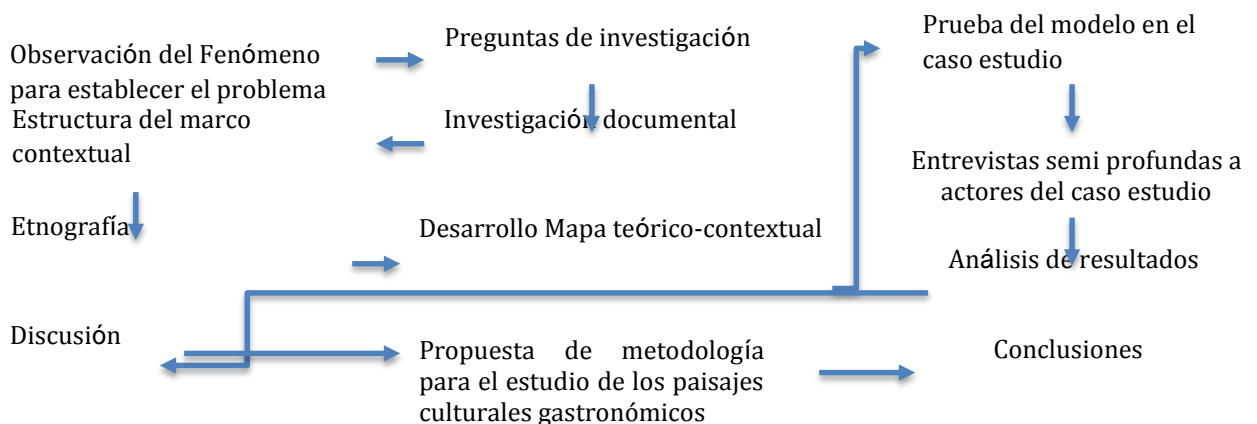 Observación del Fenómeno
para establecer el problema
Preguntas de investigación
Prueba del modelo en el
caso estudio
Estructura del marco
contextual
Investigación documental
Entrevistas semi profundas a
actores del caso estudio
Etnografía
Desarrollo Mapa teórico-contextual
Análisis de resultados
Discusión
Propuesta de metodología
para el estudio de los paisajes
culturales gastronómicos
Conclusiones